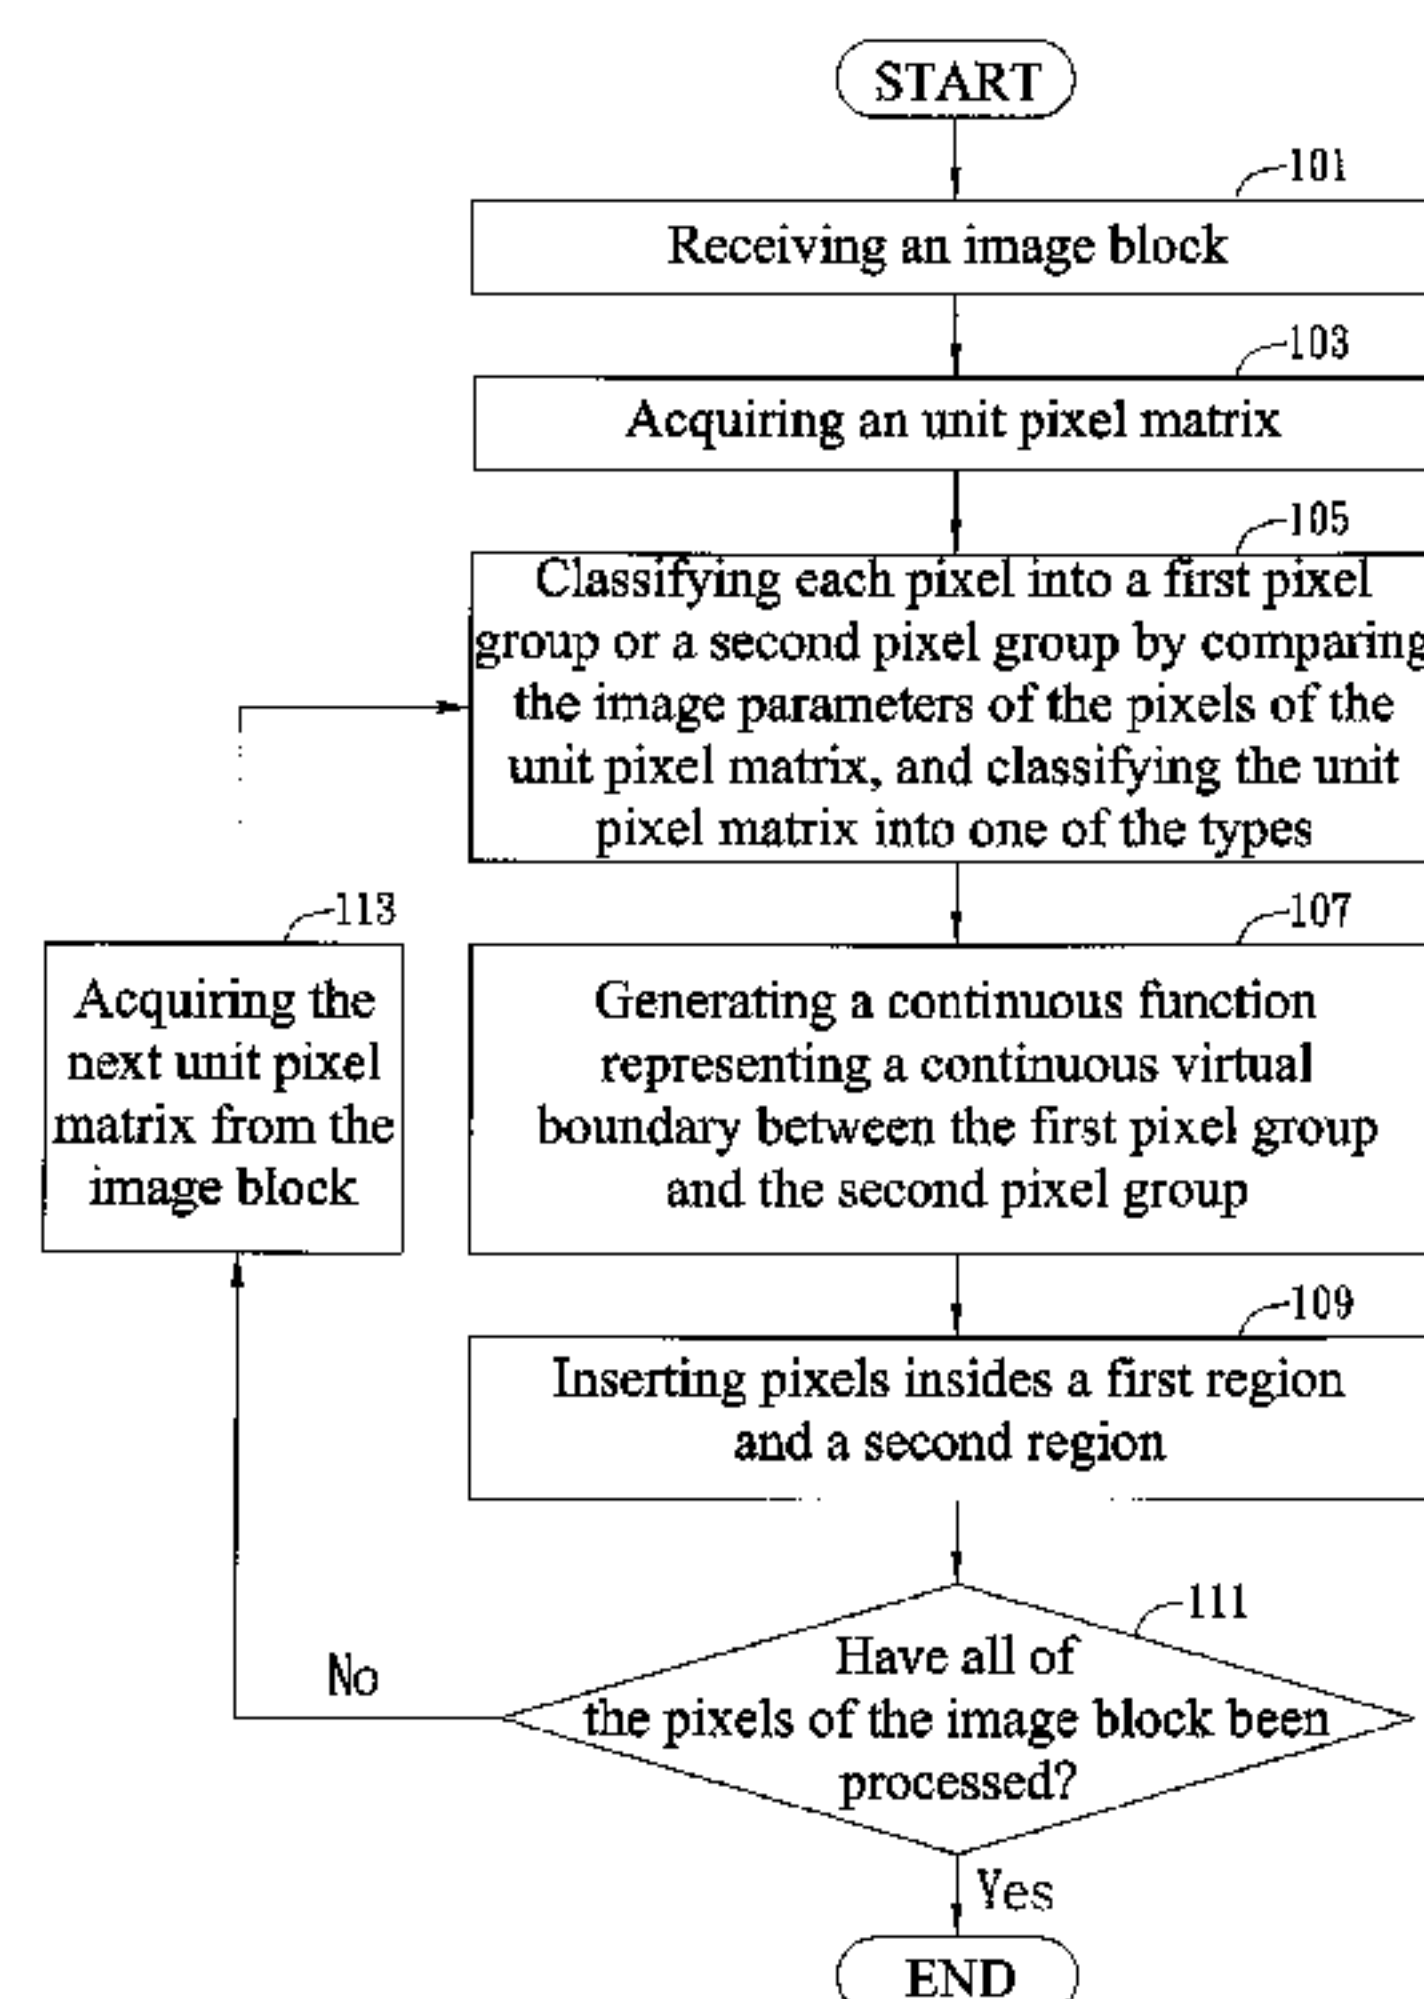 START
101
Receiving an image block
103
Acquiring an unit pixel matrix
105
Classifying each pixel into a first pixel
group or a second pixel group by comparing
the image parameters of the pixels of the
unit pixel matrix, and classifying the unit
pixel matrix into one of the types
113
Acquiring the
next unit pixel
matrix from the
image block
107
Generating a continuous function
representing a continuous virtual
boundary between the first pixel group
and the second pixel group
109
Inserting pixels insides a first region
and a second region
111
Have all of
the pixels of the image block been
processed?
No
Yes
END